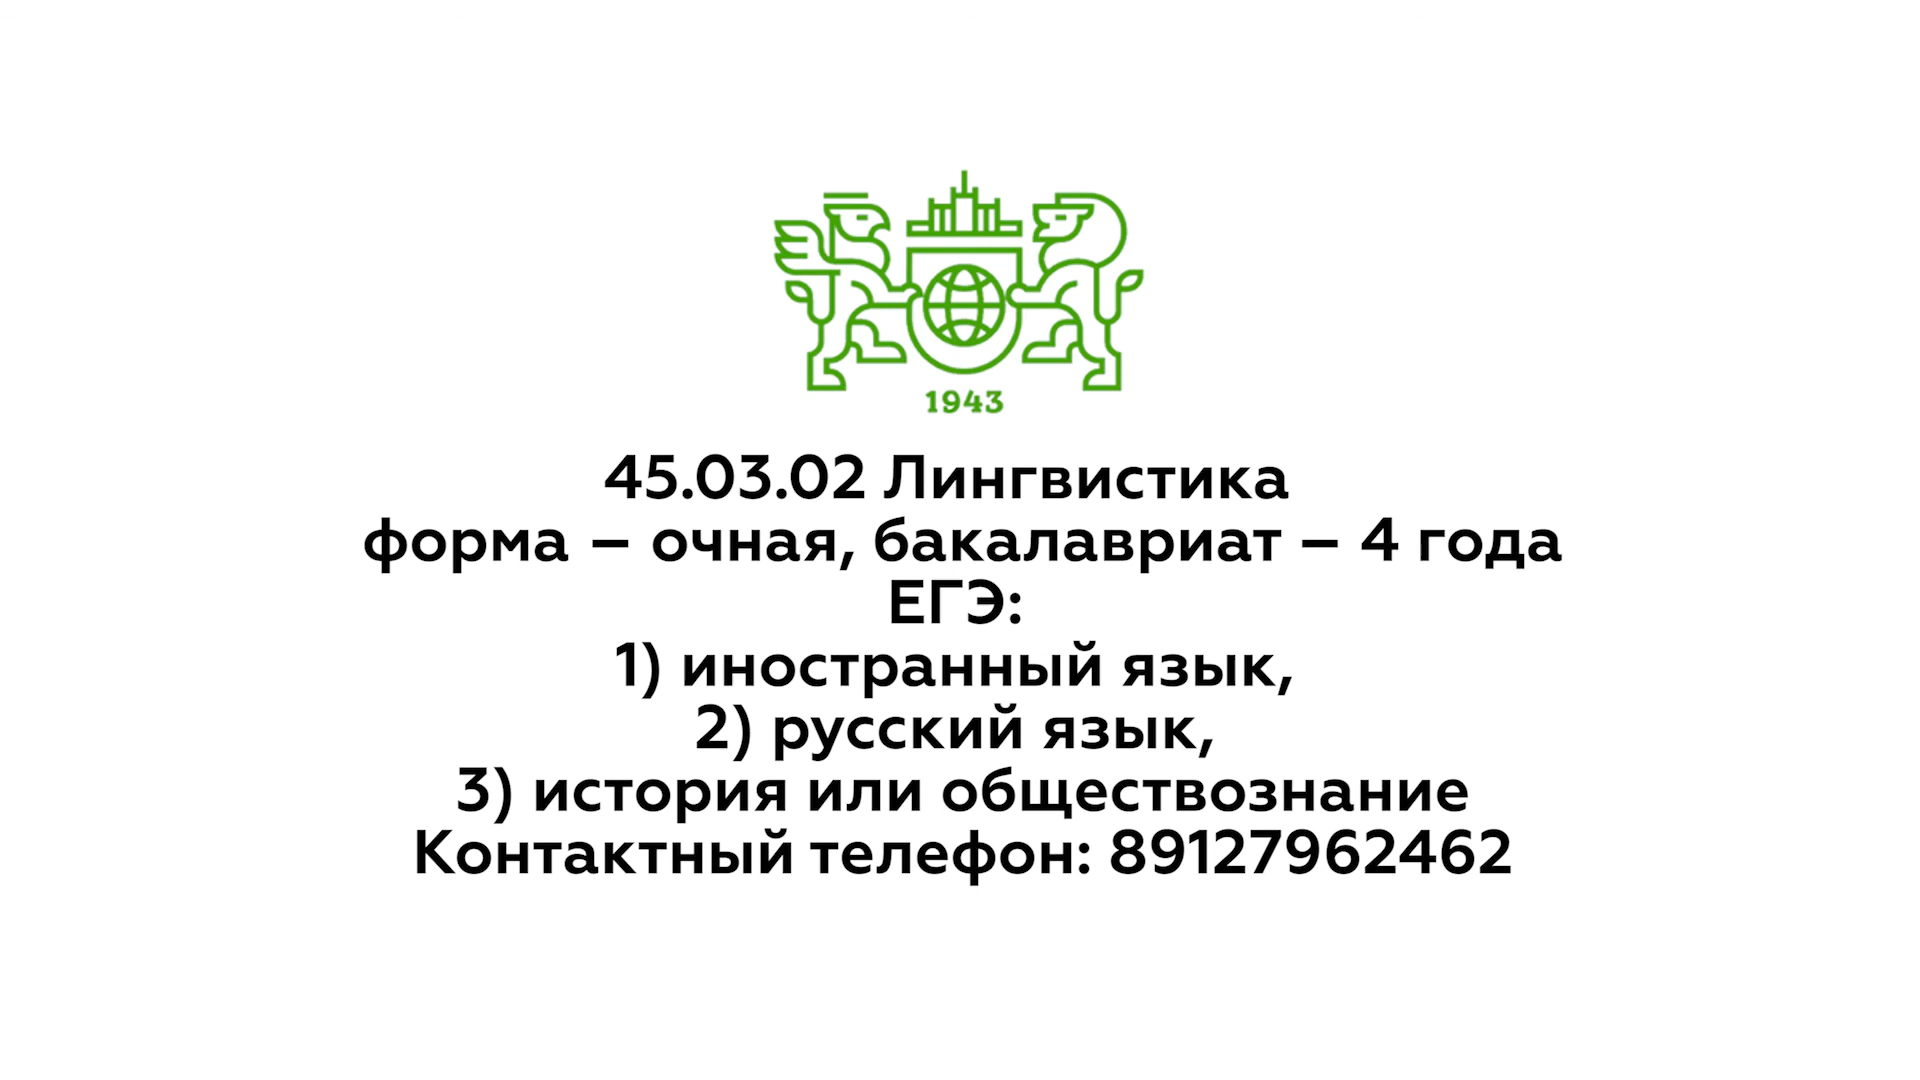 1943
45.03.02 Лингвистика
форма – очная, бакалавриат – 4 года
ЕГЭ:
1) иностранный язык,
2) русский язык,
3) история или обществознание
Контактный телефон: 89127962462